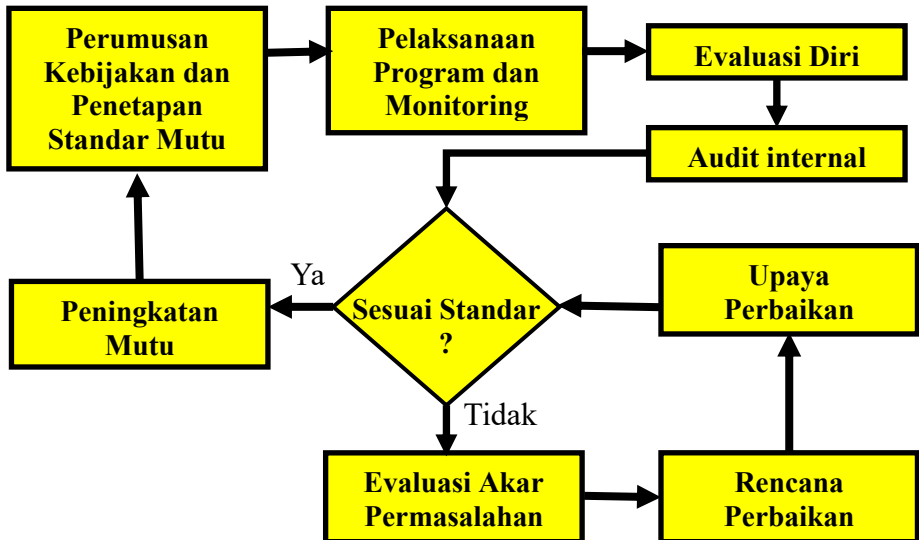 Perumusan
Kebijakan dan
Penetapan
Standar Mutu
Pelaksanaan
Program dan
Monitoring
Evaluasi Diri
Audit internal
Sesuai Standar
?
Ya
Peningkatan
Mutu
Tidak
Evaluasi Akar
Permasalahan
Rencana
Perbaikan
Upaya
Perbaikan